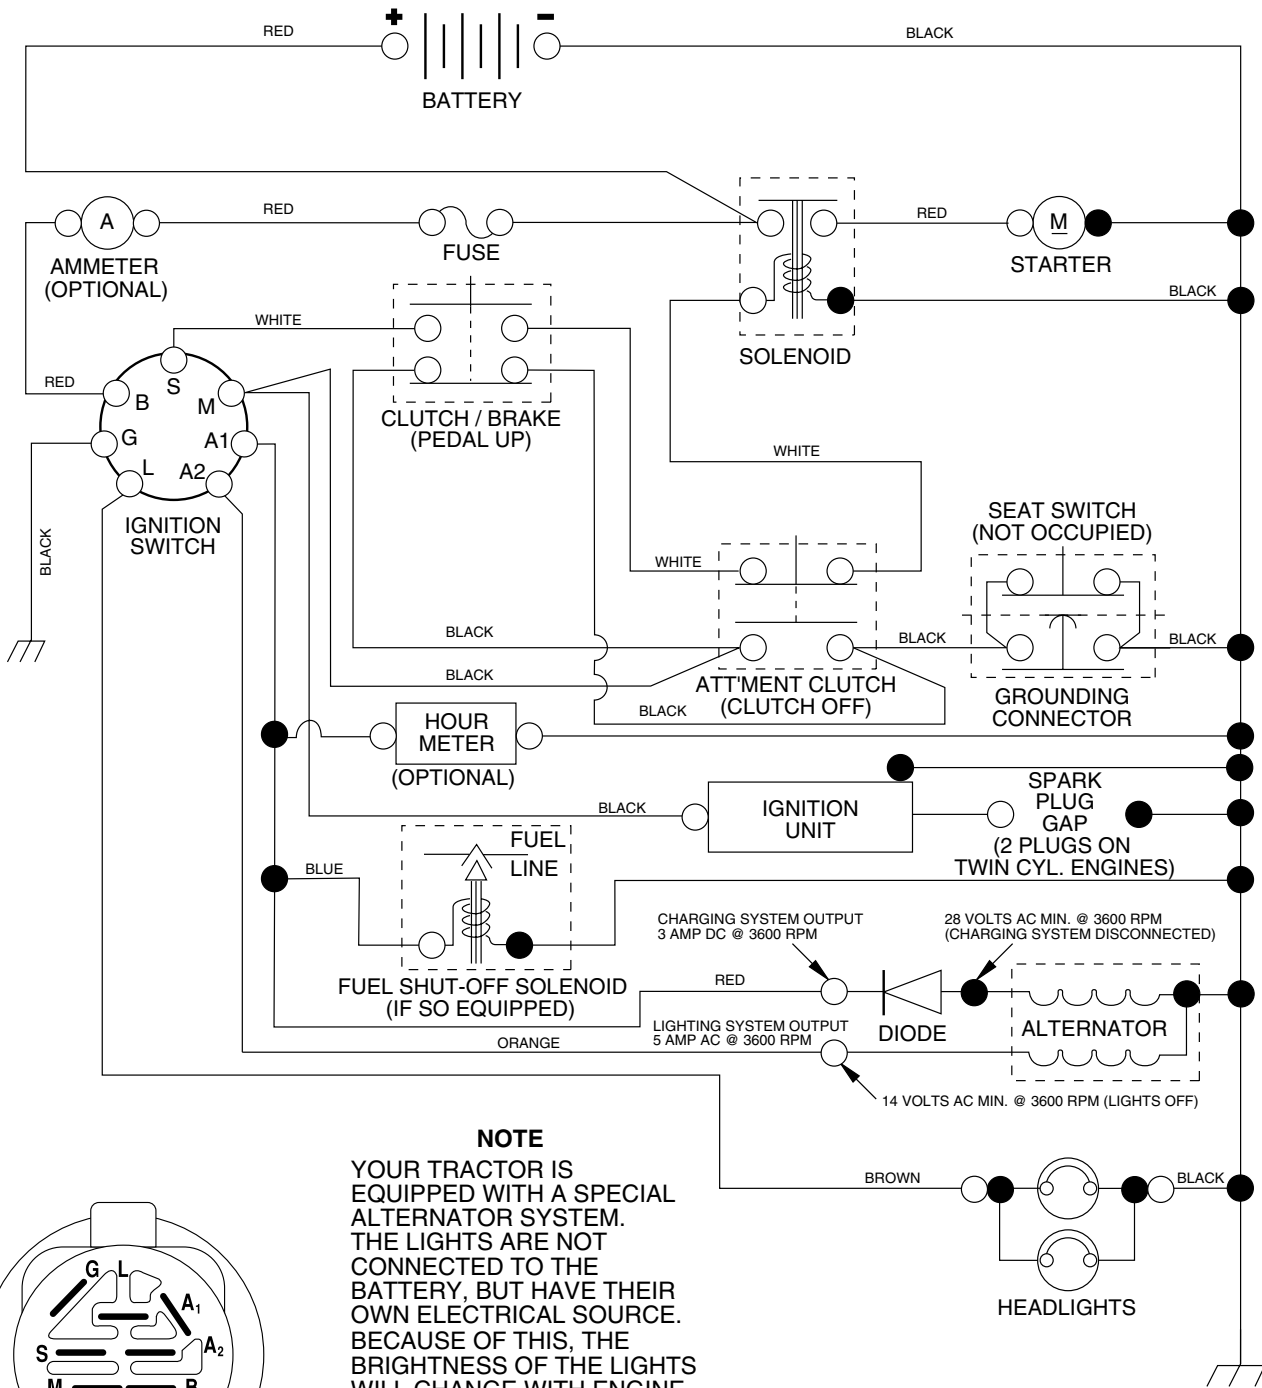 + -
RED
BLACK
BATTERY
RED
A
FUSE
RED
M
AMMETER
(OPTIONAL)
STARTER
BLACK
WHITE
SOLENOID
RED
S
B
M
G
A1
L
A2
CLUTCH / BRAKE
(PEDAL UP)
WHITE
IGNITION
SWITCH
BLACK
SEAT SWITCH
(NOT OCCUPIED)
WHITE
BLACK
BLACK
BLACK
BLACK
ATT'MENT CLUTCH
(CLUTCH OFF)
BLACK
GROUNDING
CONNECTOR
HOUR
METER
(OPTIONAL)
SPARK
PLUG
GAP
(2 PLUGS ON
TWIN CYL. ENGINES)
BLACK
IGNITION
UNIT
FUEL
LINE
BLUE
FUEL SHUT-OFF SOLENOID
(IF SO EQUIPPED)
CHARGING SYSTEM OUTPUT
3 AMP DC @ 3600 RPM
28 VOLTS AC MIN. @ 3600 RPM
(CHARGING SYSTEM DISCONNECTED)
RED
DIODE
ALTERNATOR
LIGHTING SYSTEM OUTPUT
5 AMP AC @ 3600 RPM
ORANGE
14 VOLTS AC MIN. @ 3600 RPM (LIGHTS OFF)
NOTE
YOUR TRACTOR IS
EQUIPPED WITH A SPECIAL
ALTERNATOR SYSTEM.
THE LIGHTS ARE NOT
CONNECTED TO THE
BATTERY, BUT HAVE THEIR
OWN ELECTRICAL SOURCE.
BECAUSE OF THIS, THE
BRIGHTNESS OF THE LIGHTS
WILL CHANGE WITH ENGINE
BROWN
BLACK
HEADLIGHTS
G L
A1
A2
S
M
B